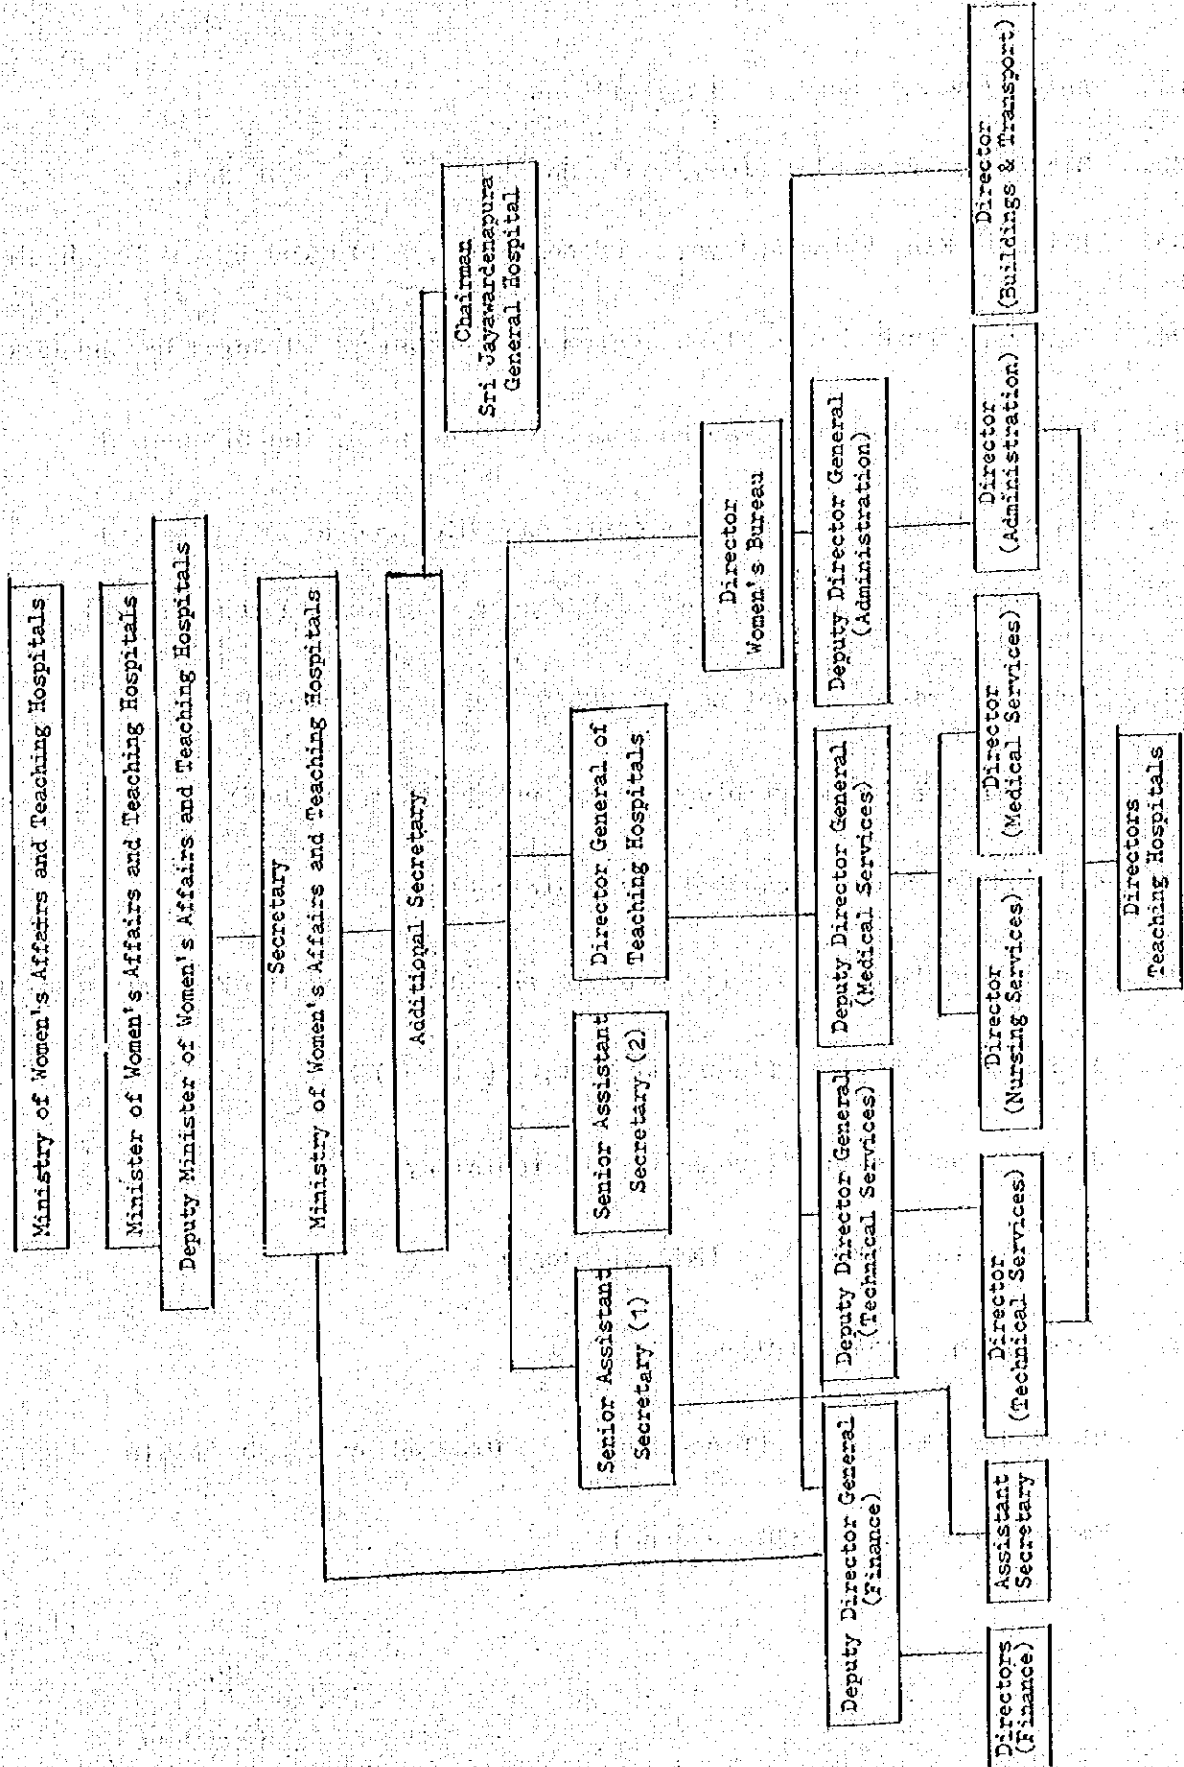 Ministry of Women's Affairs and Teaching Hospitals
Minister of Women's Affairs and Teaching Hospitals
Deputy Minister of Women's Affairs and Teaching Hospitals
Secretary
Ministry of Women's Affairs and Teaching Hospitals
Additional Secretary
Chairman
Sri Jayawardenapura
General Hospital
Senior Assistant
Secretary (1)
Senior Assistant
Secretary (2)
Director General of
Teaching Hospitals
Director
Women's Bureau
Deputy Director General
(Finance)
Deputy Director General
(Technical Services)
Deputy Director General
(Medical Services)
Deputy Director General
(Administration)
Directors
(Finance)
Assistant
Secretary
Director
(Technical Services)
Director
(Nursing Services)
Director
(Medical Services)
Director
(Administration)
Director
(Buildings & Transport)
Directors
Teaching Hospitals